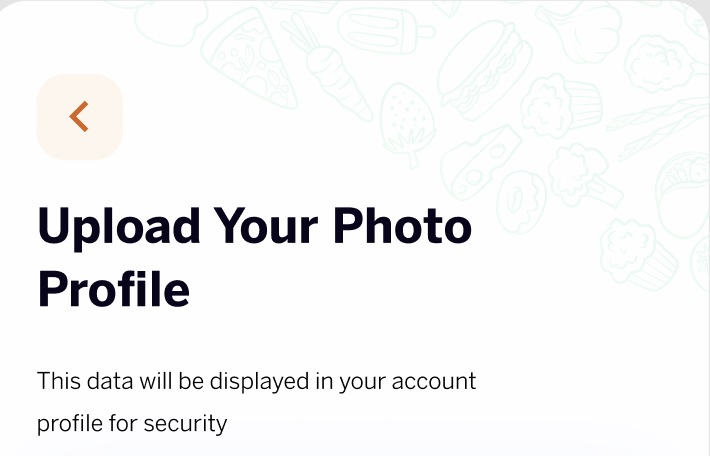 Upload Your Photo
Profile
This data will be displayed in your account
profile for security